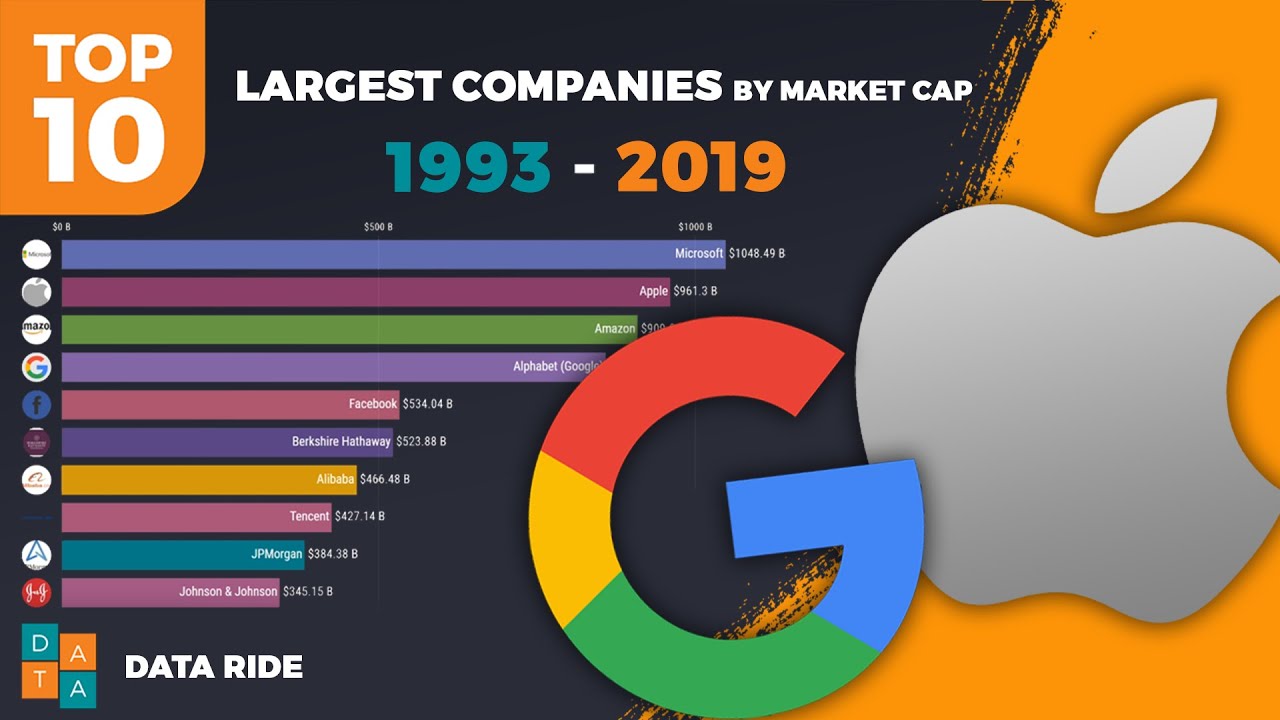 TOP
10
LARGEST COMPANIES BY MARKET CAP
1993 - 2019
$0 B $500 B $1000 B
Microsoft $1048.49 B
Apple $961.3 B
Amazon
Alphabet (Google)
Facebook $534.04 B
Berkshire Hathaway $523.88 B
Alibaba $466.48 B
Tencent $427.14 B
JPMorgan $384.38 B
Johnson & Johnson $345.15 B
DATA
DATA RIDE